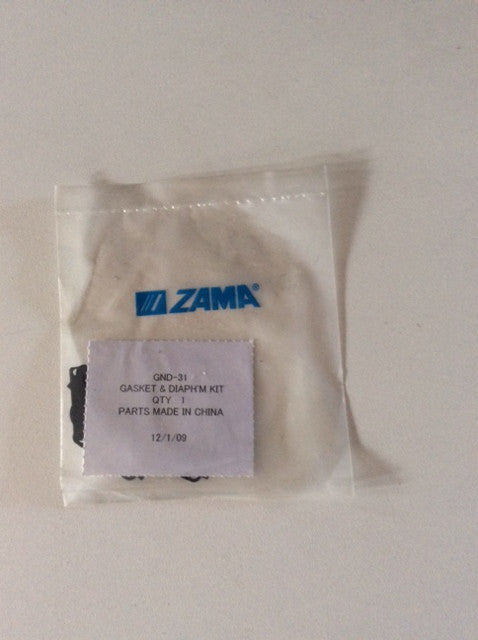 ZAMA®
GND-31
GASKET & DIAPH'M KIT
QTY 1
PARTS MADE IN CHINA
12/1/09